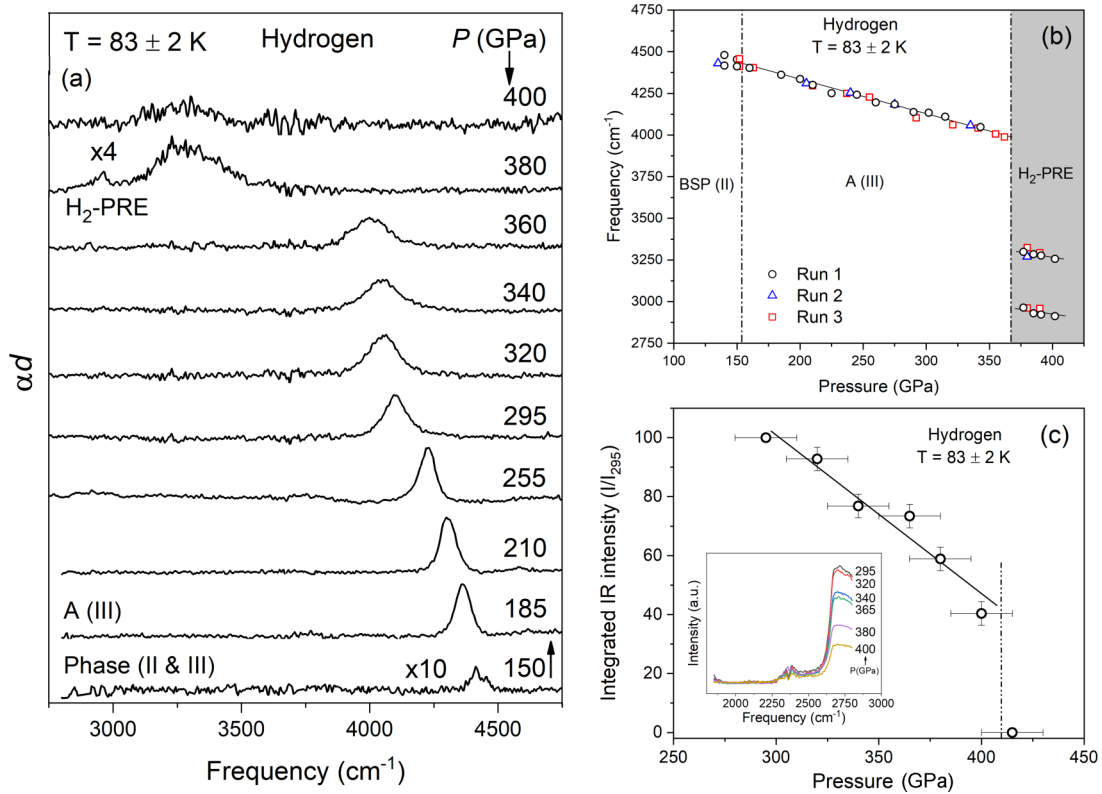 T = 83 ± 2 K Hydrogen P (GPa)
(a)
400
x4
380
H₂-PRE
360
340
320
295
255
210
A (III)
185
Phase (II & III)
x10
150
αd
3000 3500 4000 4500
Frequency (cm⁻¹)
(b)
Hydrogen
T = 83 ± 2 K
4750
4500
4250
4000
3750
3250
3000
2750
Frequency (cm⁻¹)
BSP (II)
A (III)
H₂-PRE
Run 1
Run 2
Run 3
100 150 200 250 300 350 400
Pressure (GPa)
(c)
Hydrogen
T = 83 ± 2 K
100
80
60
40
20
0
Integrated IR intensity (I/I₂₉₅)
295
320
340
365
380
400
P(GPa)
Intensity (a.u.)
2000 2250 2500 2750 3000
Frequency (cm⁻¹)
250 300 350 400 450
Pressure (GPa)